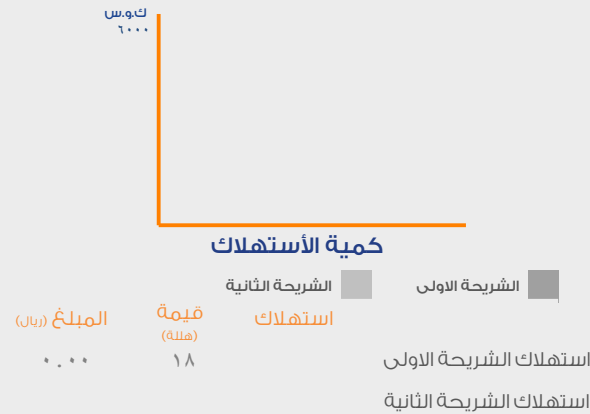 ك.و.س
٦٠٠٠
كمية الأستهلاك
الشريحة الاولى الشريحة الثانية
استهلاك قيمة (هللة) المبلغ (ريال)
استهلاك الشريحة الاولى ١٨ ٠.٠٠
استهلاك الشريحة الثانية